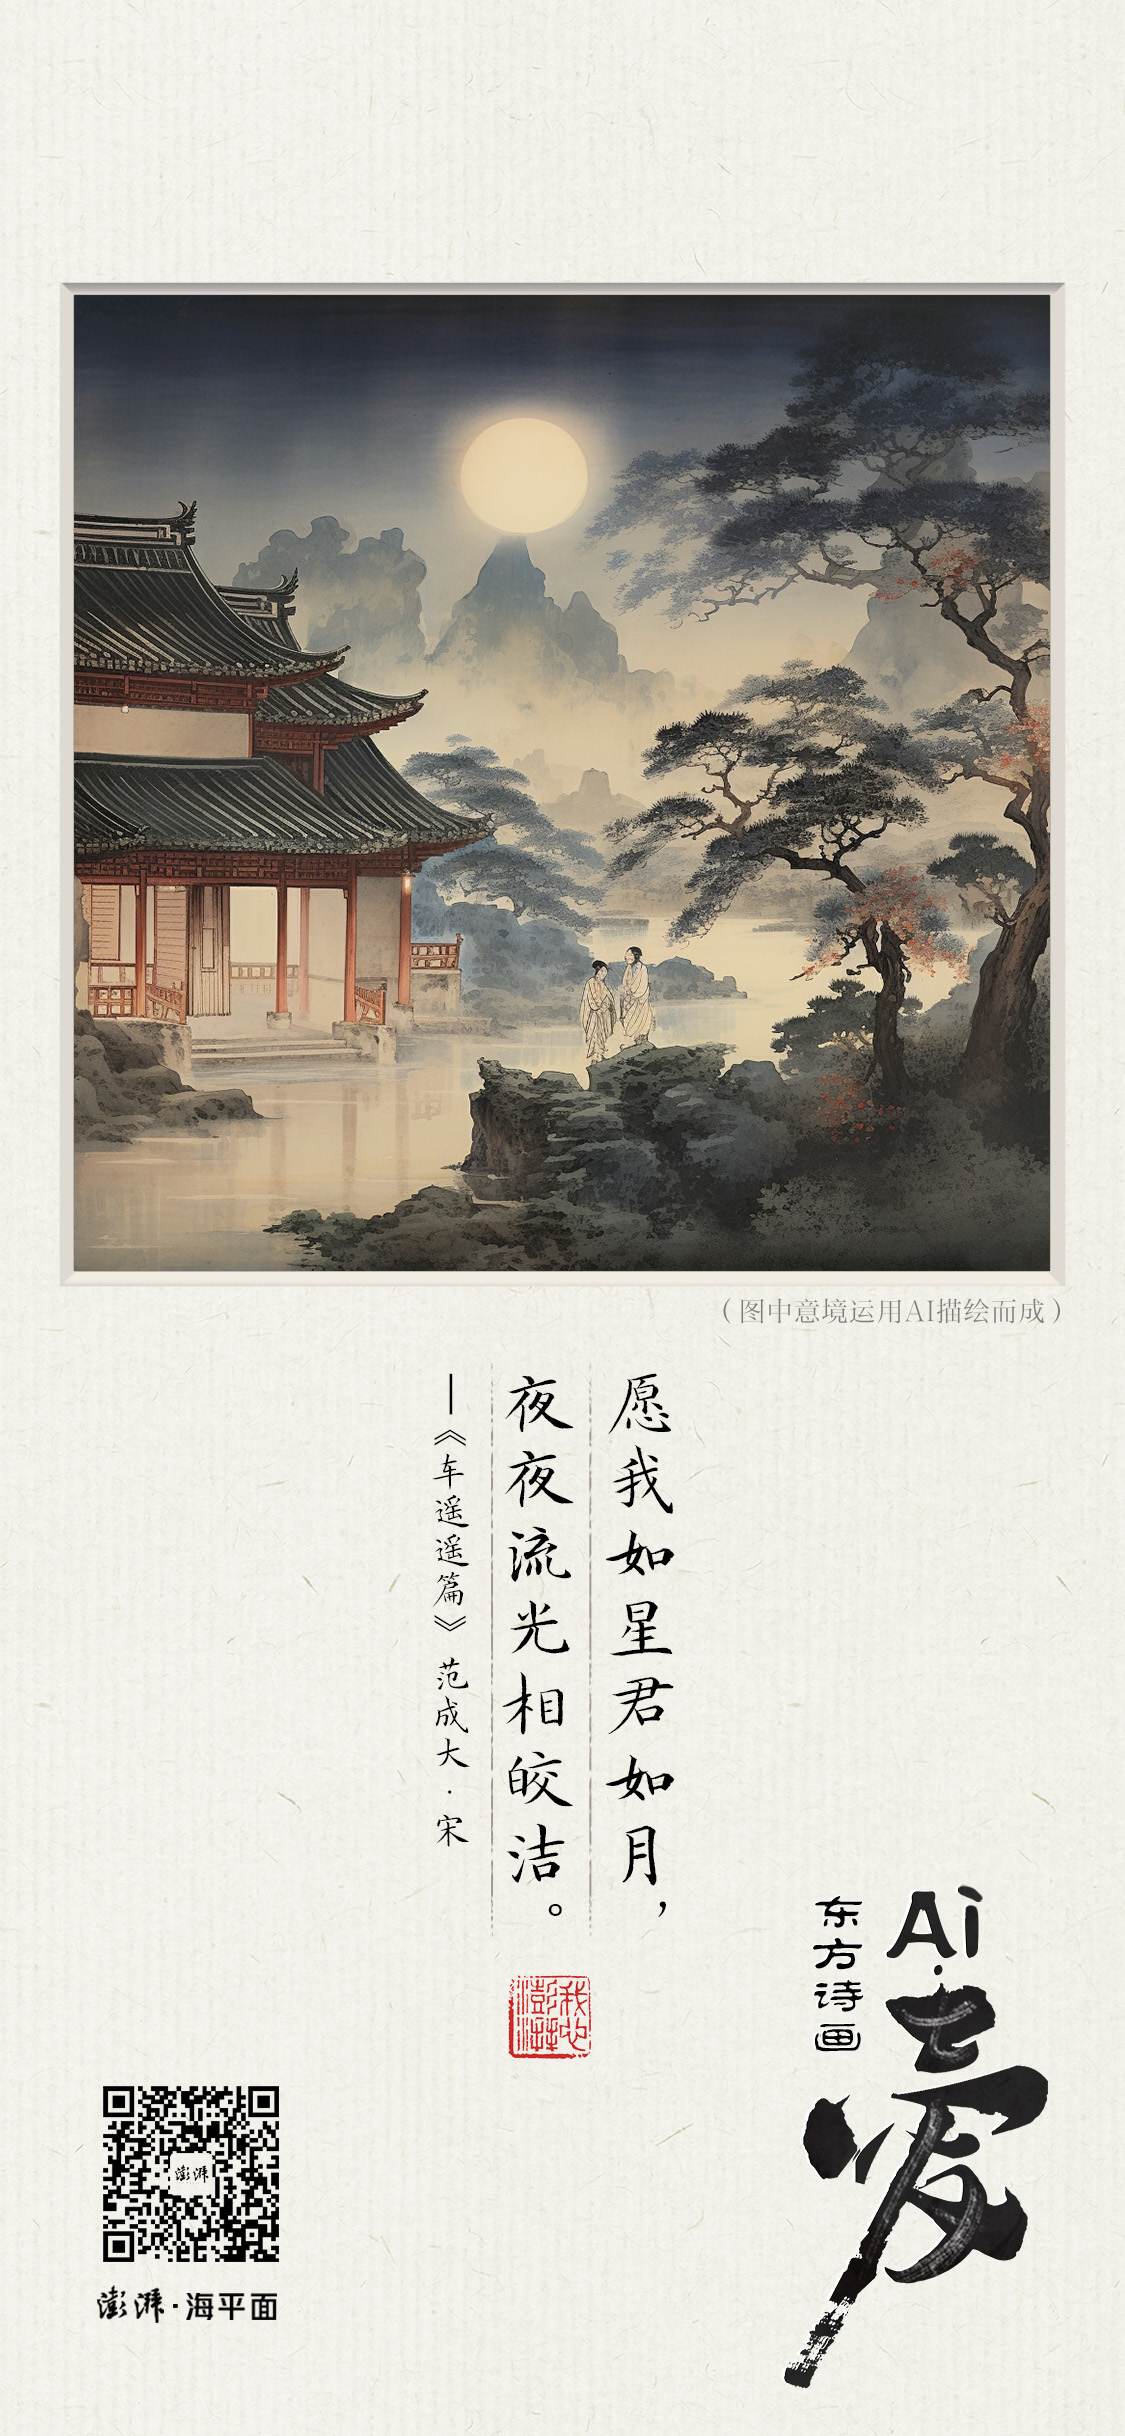 （图中意境运用AI描绘而成）
愿我如星君如月，
夜夜流光相皎洁。
—《车遥遥篇》 范成大·宋
我心澎湃
Ai·爱
东方诗画
澎湃
澎湃·海平面